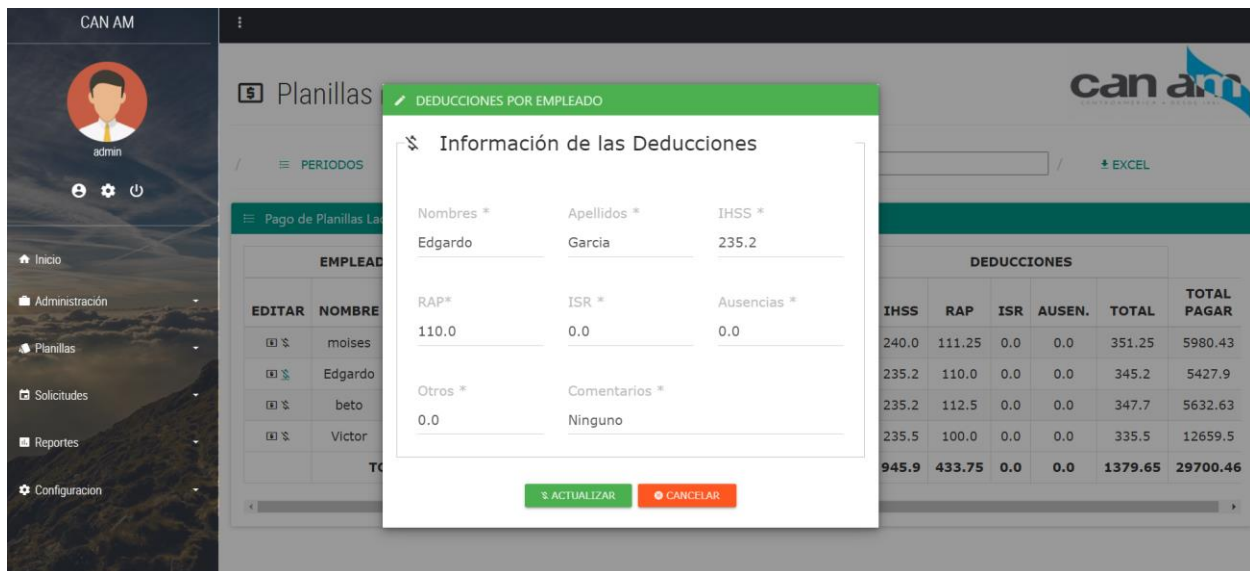 CAN AM
admin
Inicio
Administración
Planillas
Solicitudes
Reportes
Configuracion
Planillas
can am
PERIODOS
EXCEL
Pago de Planillas
EDITAR NOMBRE IHSS RAP ISR AUSEN. TOTAL TOTAL PAGAR
DEDUCCIONES
moises 240.0 111.25 0.0 0.0 351.25 5980.43
Edgardo 235.2 110.0 0.0 0.0 345.2 5427.9
beto 235.2 112.5 0.0 0.0 347.7 5632.63
Victor 235.5 100.0 0.0 0.0 335.5 12659.5
945.9 433.75 0.0 0.0 1379.65 29700.46
DEDUCCIONES POR EMPLEADO
Información de las Deducciones
Nombres * Apellidos * IHSS *
Edgardo Garcia 235.2
RAP* ISR * Ausencias *
110.0 0.0 0.0
Otros * Comentarios *
0.0 Ninguno
ACTUALIZAR CANCELAR